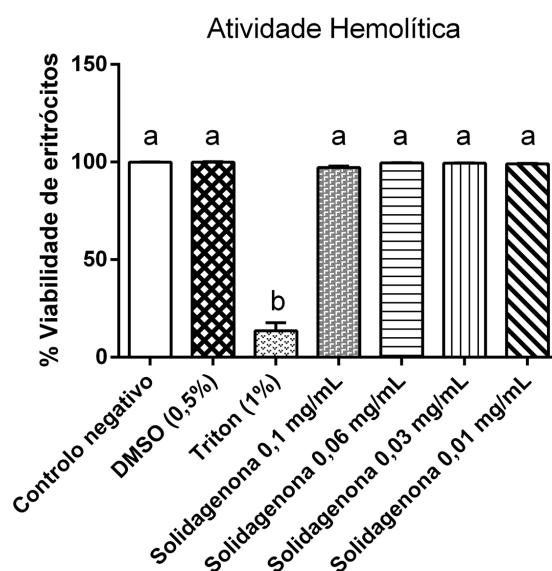 Atividade Hemolítica
% Viabilidade de eritrócitos
150
100
50
0
a
a
b
a
a
a
a
Controlo negativo
DMSO (0,5%)
Triton (1%)
Solidagenona 0,1 mg/mL
Solidagenona 0,06 mg/mL
Solidagenona 0,03 mg/mL
Solidagenona 0,01 mg/mL